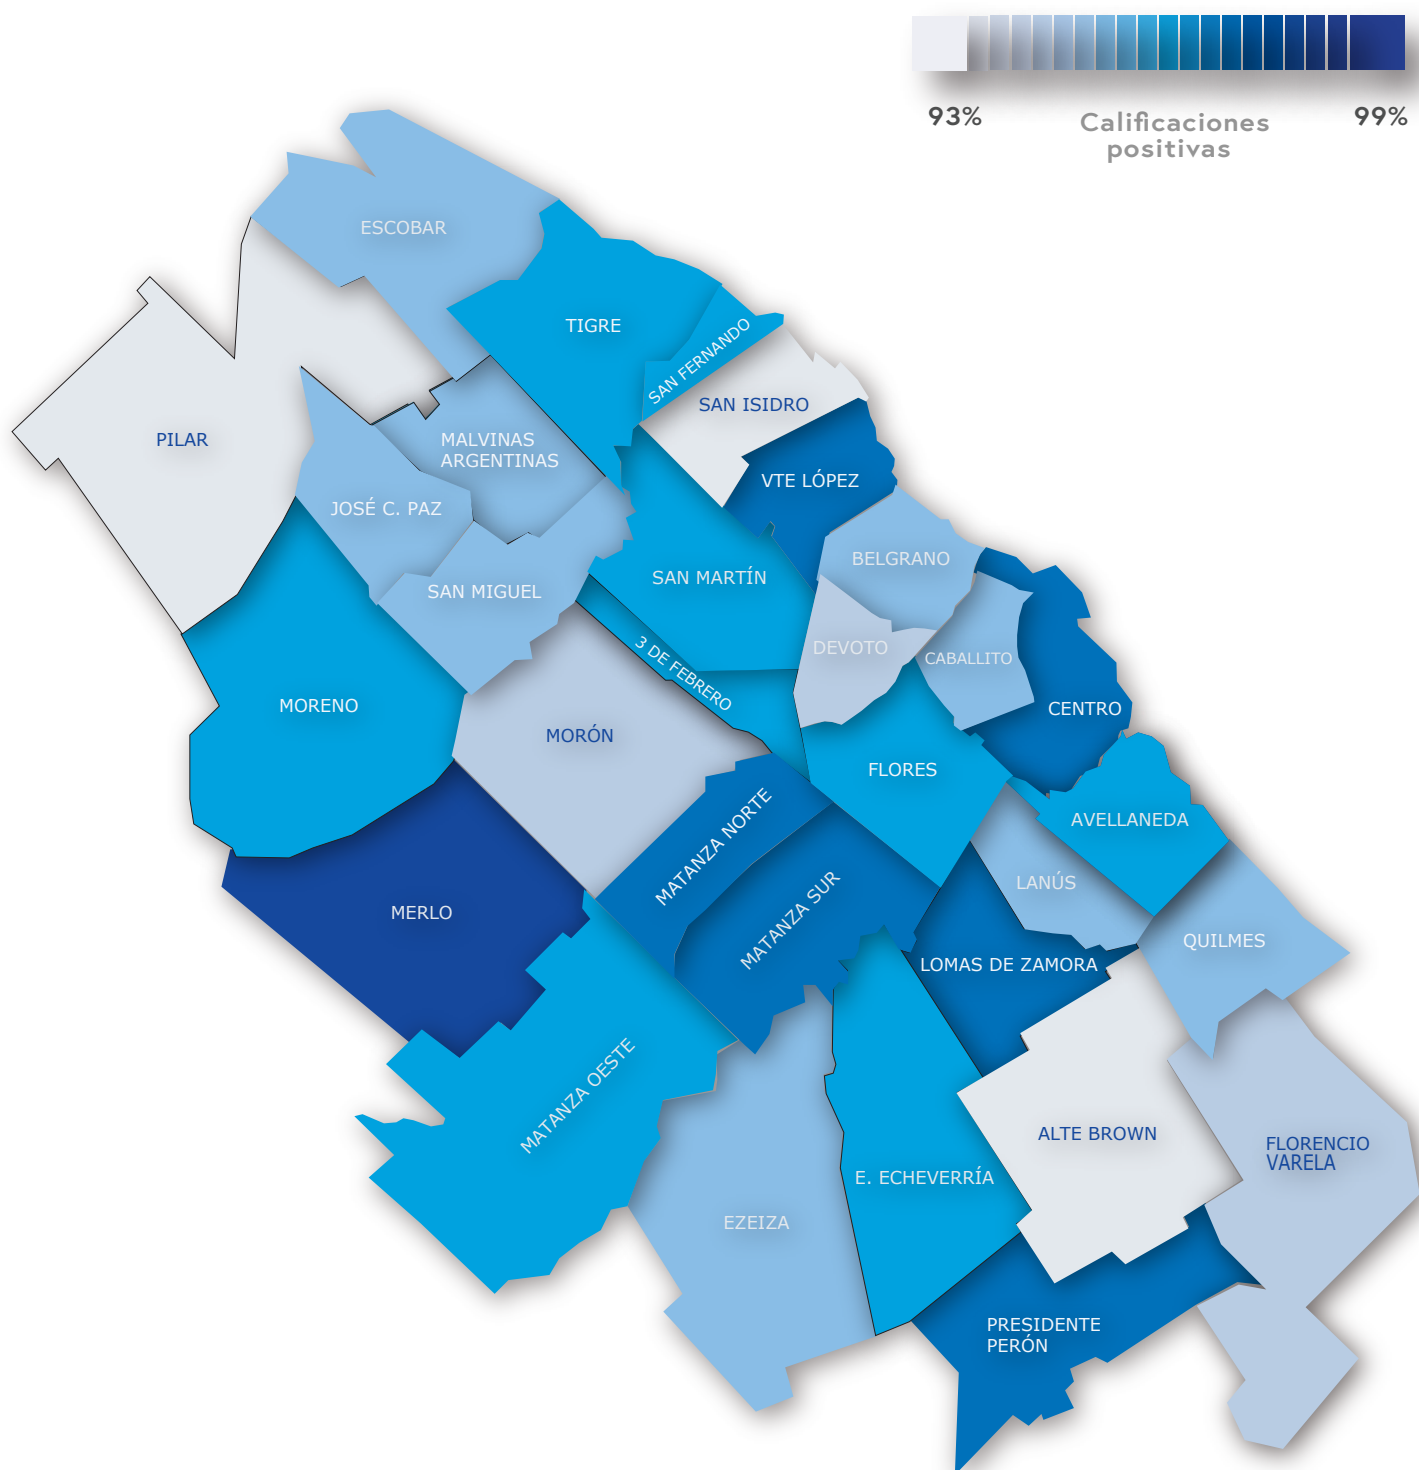 93%
99%
Calificaciones
positivas
ESCOBAR
TIGRE
SAN FERNANDO
SAN ISIDRO
PILAR
MALVINAS
ARGENTINAS
VTE LÓPEZ
JOSÉ C. PAZ
BELGRANO
SAN MARTÍN
SAN MIGUEL
DEVOTO
CABALLITO
3 DE FEBRERO
MORENO
CENTRO
MORÓN
FLORES
AVELLANEDA
MATANZA NORTE
LANÚS
MERLO
MATANZA SUR
QUILMES
LOMAS DE ZAMORA
MATANZA OESTE
ALTE BROWN
FLORENCIO
VARELA
E. ECHEVERRÍA
EZEIZA
PRESIDENTE
PERÓN